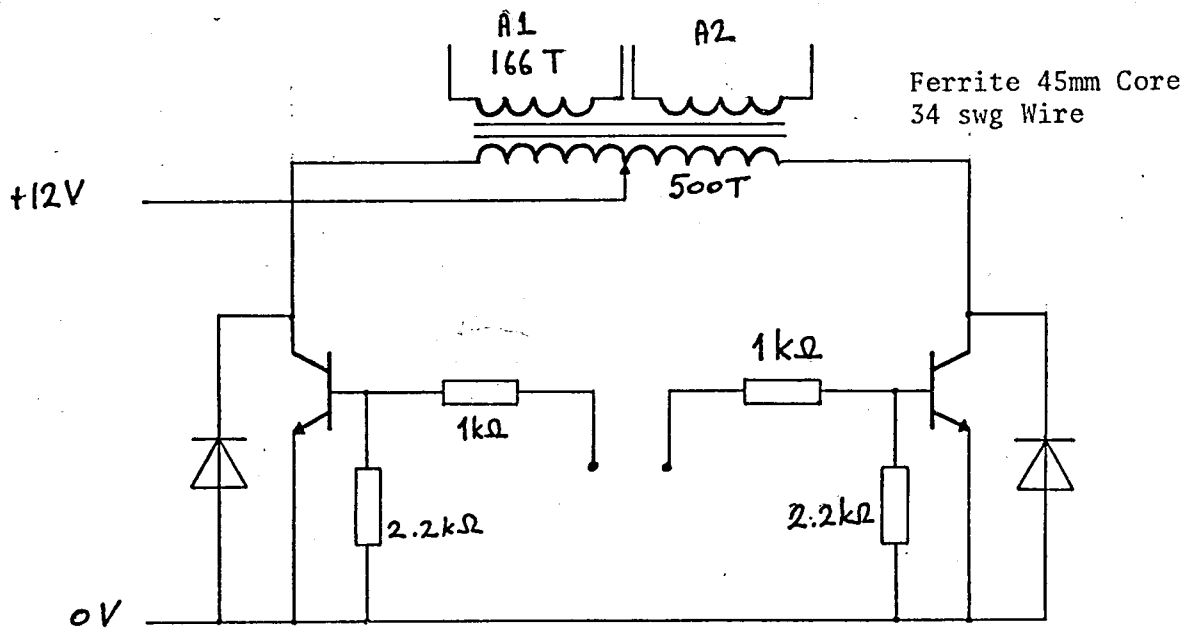 A1
166 T
A2
Ferrite 45mm Core
34 swg Wire
500T
+12V
1kΩ
1kΩ
2.2kΩ
2.2kΩ
0V